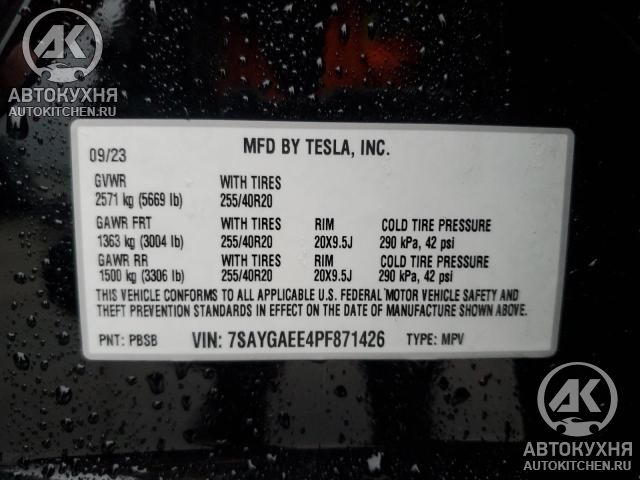 АК
АВТОКУХНЯ
AUTOKITCHEN.RU
09/23
MFD BY TESLA, INC.
GVWR WITH TIRES
2571 kg (5669 lb) 255/40R20
GAWR FRT WITH TIRES RIM COLD TIRE PRESSURE
1363 kg (3004 lb) 255/40R20 20X9.5J 290 kPa, 42 psi
GAWR RR WITH TIRES RIM COLD TIRE PRESSURE
1500 kg (3306 lb) 255/40R20 20X9.5J 290 kPa, 42 psi
THIS VEHICLE CONFORMS TO ALL APPLICABLE U.S. FEDERAL MOTOR VEHICLE SAFETY AND
THEFT PREVENTION STANDARDS IN EFFECT ON THE DATE OF MANUFACTURE SHOWN ABOVE.
PNT: PBSB VIN: 7SAYGAEE4PF871426 TYPE: MPV
АК
АВТОКУХНЯ
AUTOKITCHEN.RU